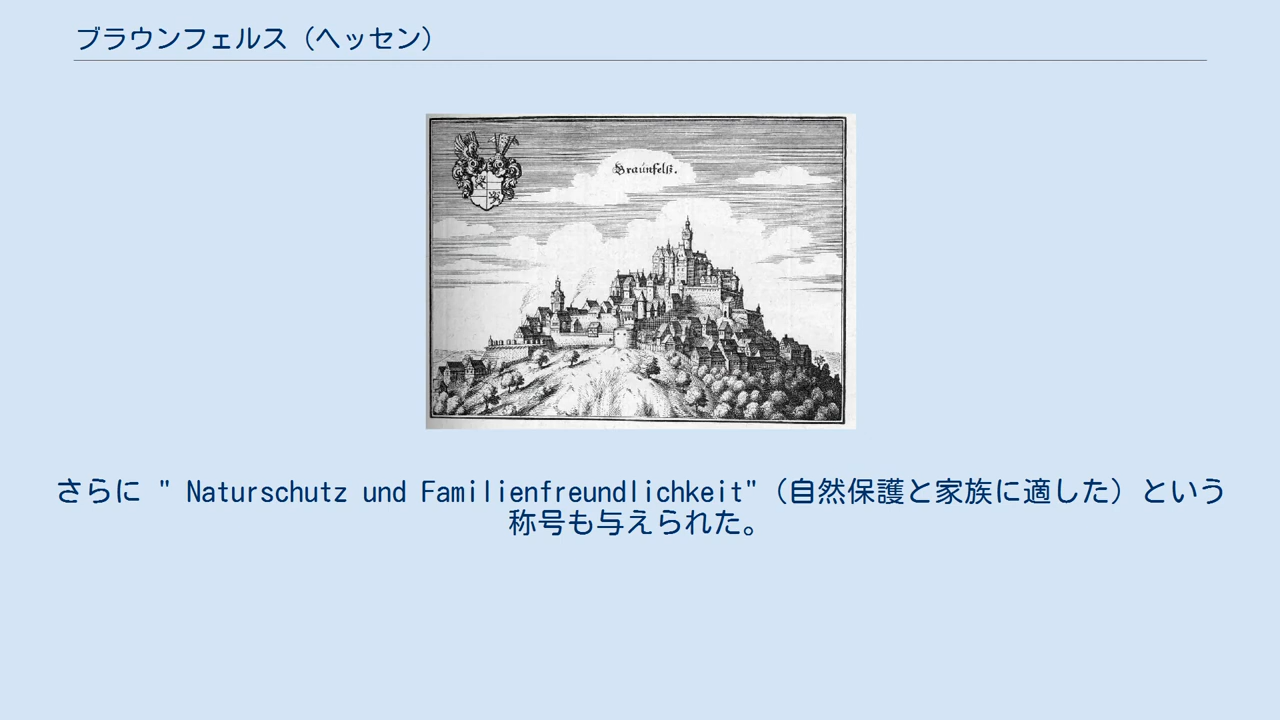 ブラウンフェルス（ヘッセン）
Braunfelß.
さらに " Naturschutz und Familienfreundlichkeit"（自然保護と家族に適した）という
称号も与えられた。